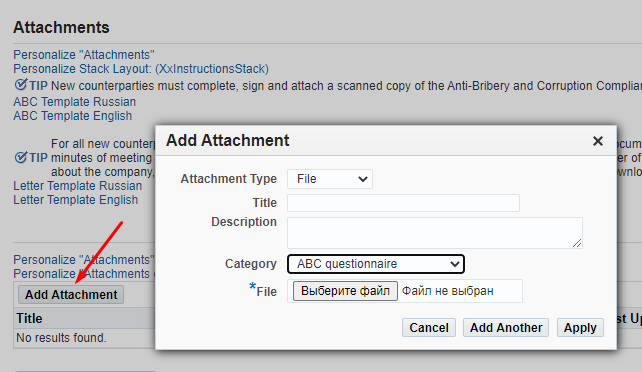 Attachments
Personalize "Attachments"
Personalize Stack Layout: (XxInstructionsStack)
TIP New counterparties must complete, sign and attach a scanned copy of the Anti-Bribery and Corruption Complian
ABC Template Russian
ABC Template English
For all new counterp
TIP minutes of meeting
about the company,
Letter Template Russian
Letter Template English
Personalize "Attachments"
Personalize "Attachments
Add Attachment
Title
No results found.
Add Attachment
Attachment Type File
Title
Description
Category ABC questionnaire
*File Выберите файл Файл не выбран
Cancel Add Another Apply